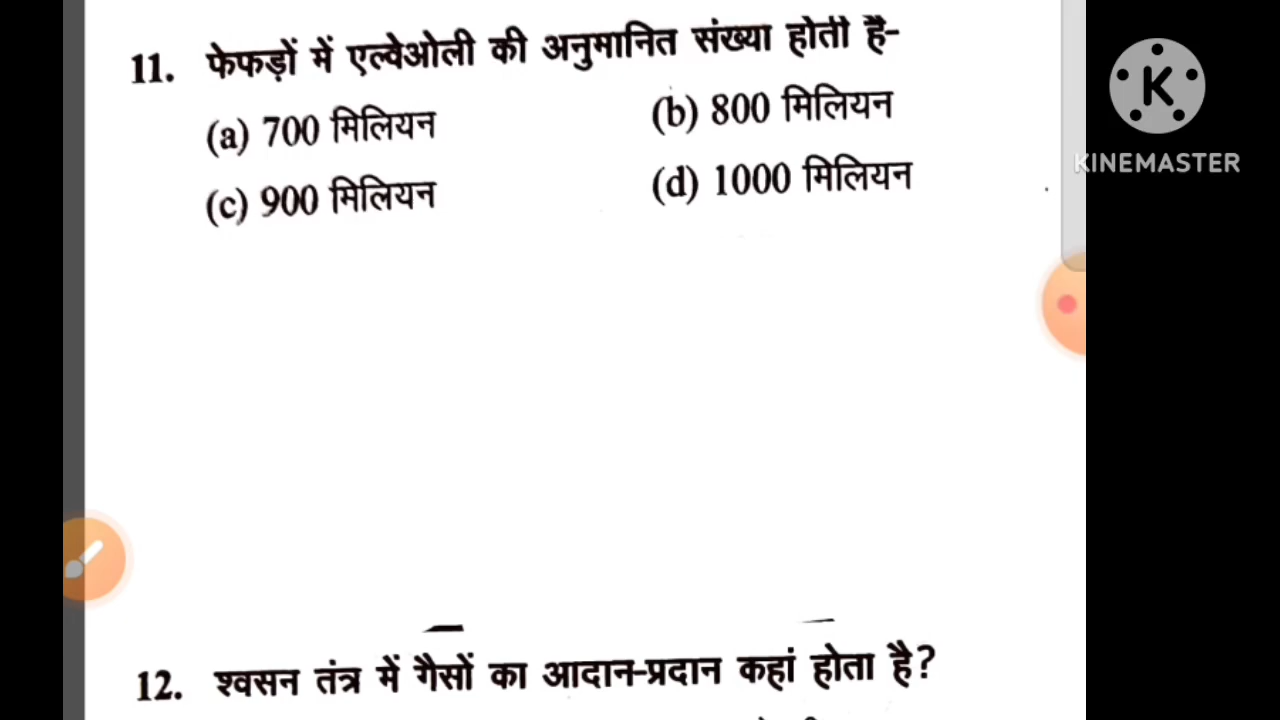 11. फेफड़ों में एल्वेओली की अनुमानित संख्या होती है-
(a) 700 मिलियन (b) 800 मिलियन
(c) 900 मिलियन (d) 1000 मिलियन
K
KINEMASTER
12. श्वसन तंत्र में गैसों का आदान-प्रदान कहां होता है?